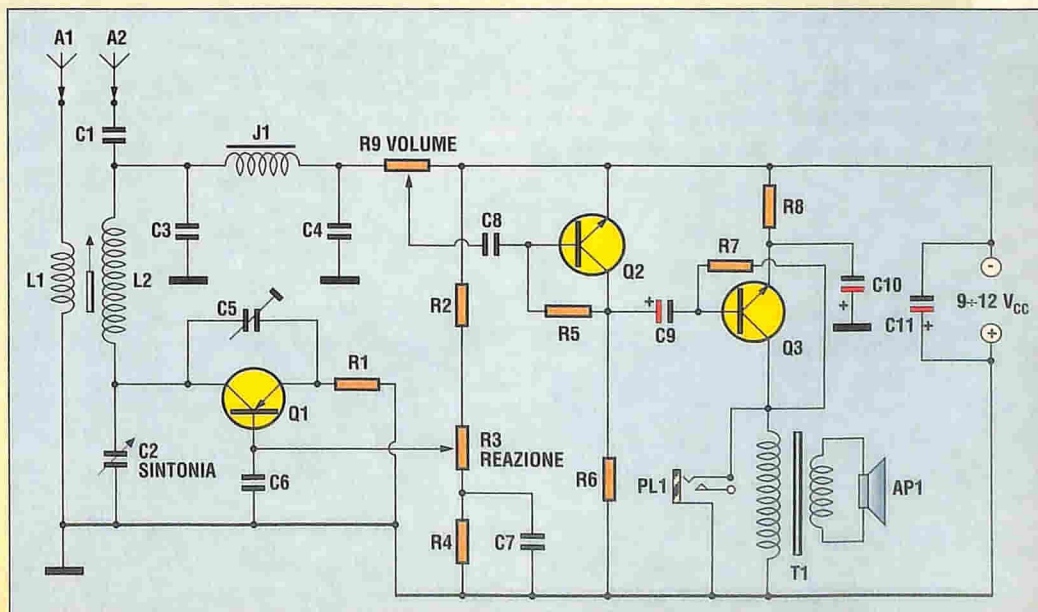 A1 A2
C1
J1
R9 VOLUME
C3
C4
C8
Q2
R8
R7
L1
L2
C5
R2
R5
C9
Q3
C10
C11
-
9÷12 Vcc
+
+
+
+
R1
Q1
C2
SINTONIA
C6
R3
REAZIONE
R4
C7
R6
PL1
T1
AP1